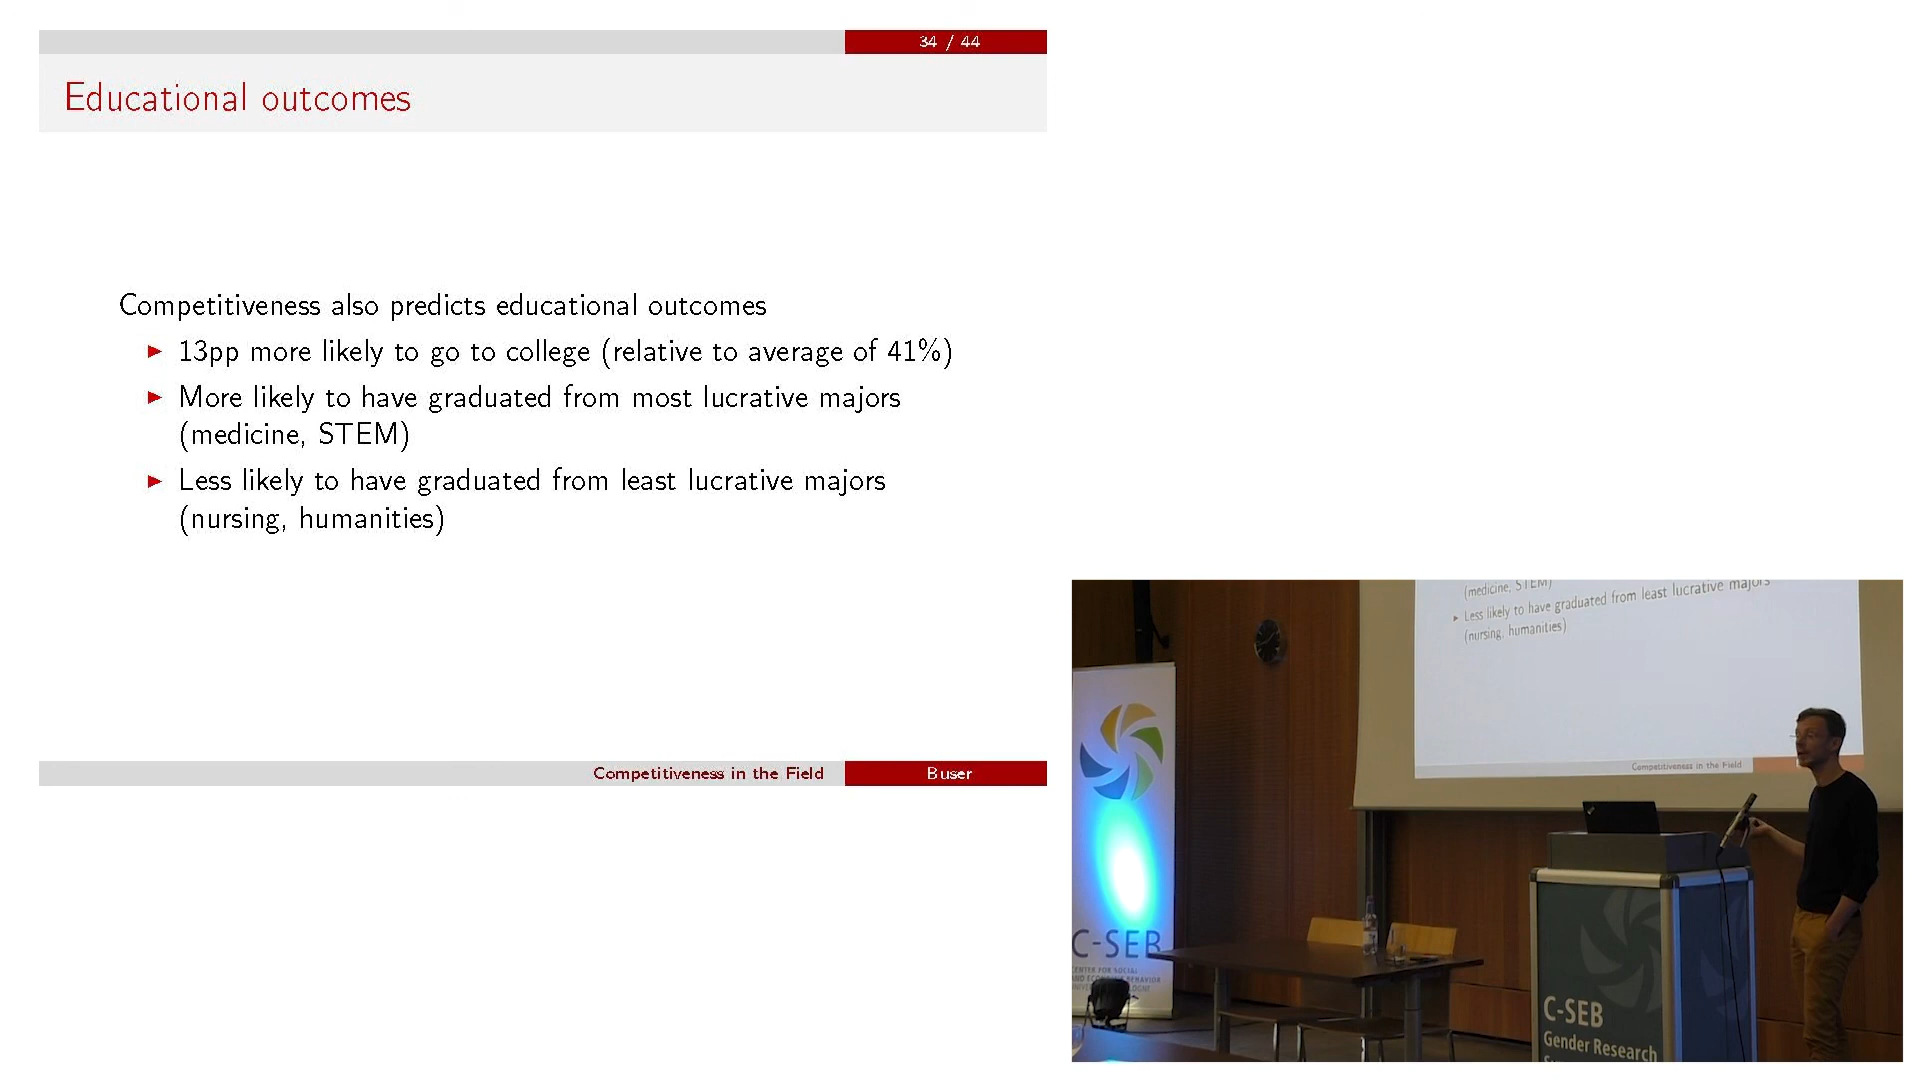 34 / 44
Educational outcomes
Competitiveness also predicts educational outcomes
13pp more likely to go to college (relative to average of 41%)
More likely to have graduated from most lucrative majors
(medicine, STEM)
Less likely to have graduated from least lucrative majors
(nursing, humanities)
Competitiveness in the Field
Buser
(medicine, STEM)
Less likely to have graduated from least lucrative majors
(nursing, humanities)
Competitiveness in the Field
C-SEB
CENTER FOR SOCIAL
AND ECONOMIC BEHAVIOR
C-SEB
Gender Research